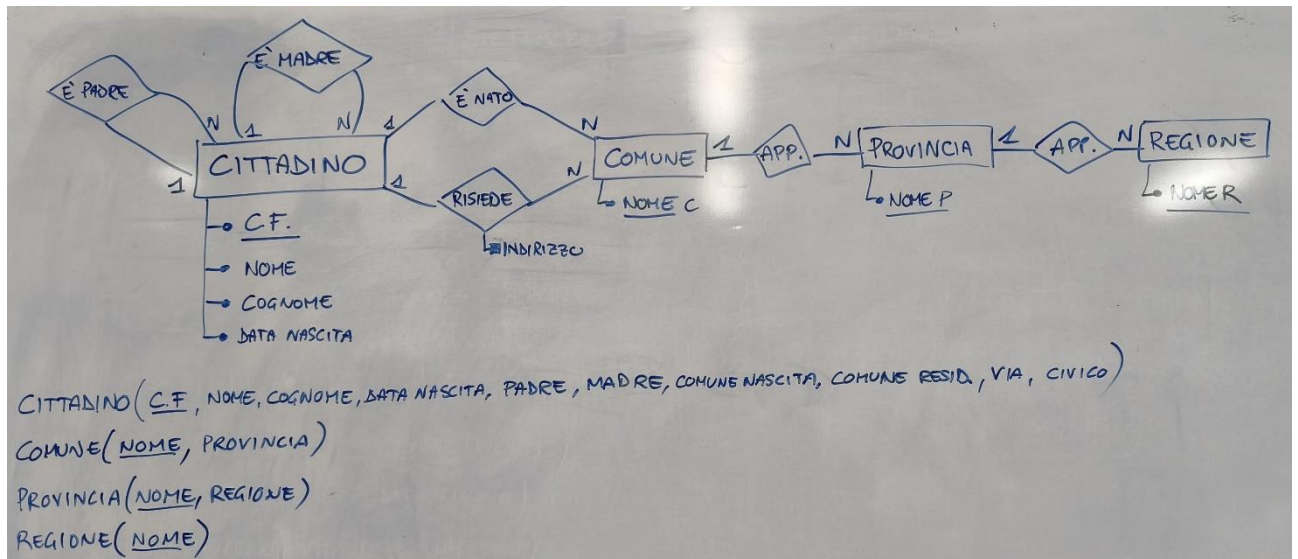 E' MADRE
E' PADRE
E' NATO
N 1 N 1 N
1 CITTADINO 1
COMUNE 1 APP. N PROVINCIA 1 APP. N REGIONE
RISIEDE N
NOME C
NOME P
NOME R
INDIRIZZO
C.F.
NOME
COGNOME
DATA NASCITA
CITTADINO (C.F, NOME, COGNOME, DATA NASCITA, PADRE, MADRE, COMUNE NASCITA, COMUNE RESID., VIA, CIVICO)
COMUNE (NOME, PROVINCIA)
PROVINCIA (NOME, REGIONE)
REGIONE (NOME)